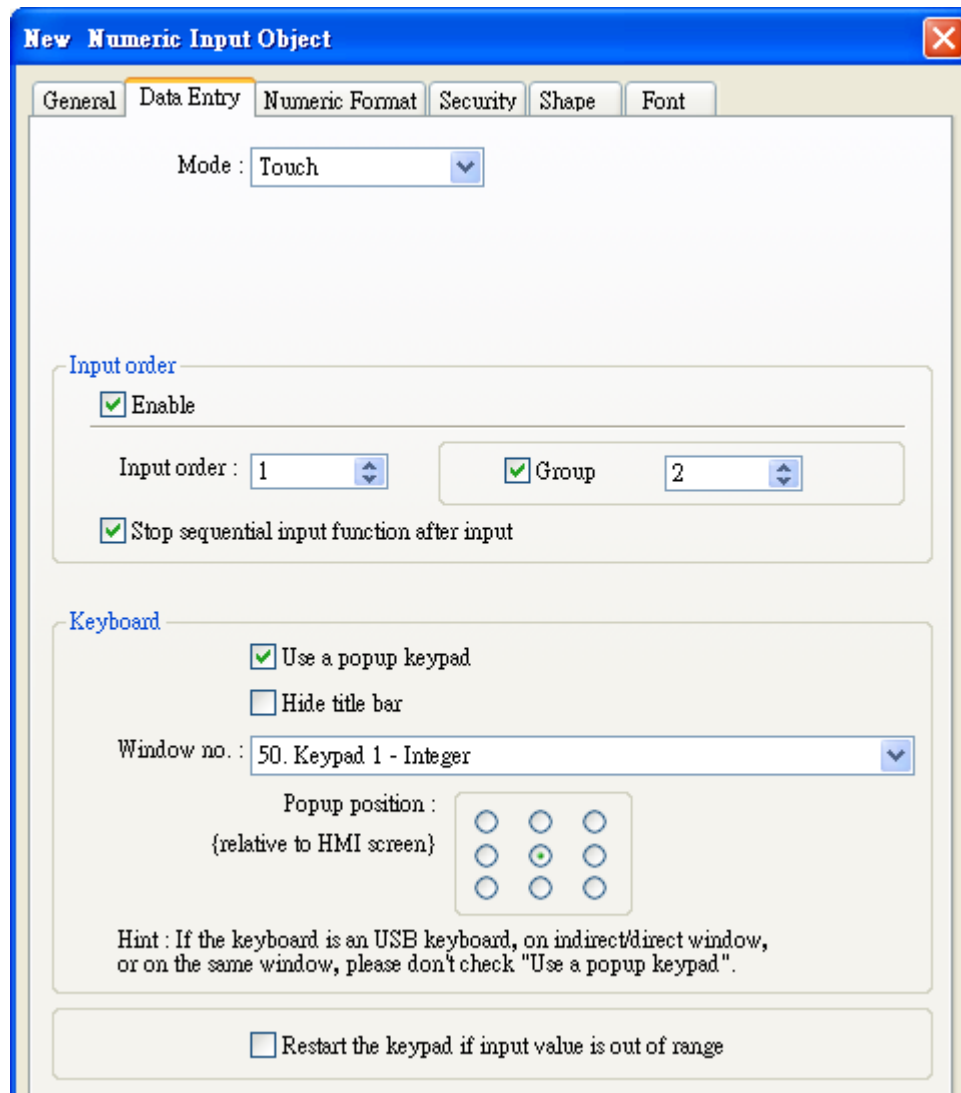 New Numeric Input Object
General Data Entry Numeric Format Security Shape Font
Mode : Touch
Input order
Enable
Input order : 1 Group 2
Stop sequential input function after input
Keyboard
Use a popup keypad
Hide title bar
Window no. : 50. Keypad 1 - Integer
Popup position :
{relative to HMI screen}
Hint : If the keyboard is an USB keyboard, on indirect/direct window,
or on the same window, please don't check "Use a popup keypad".
Restart the keypad if input value is out of range